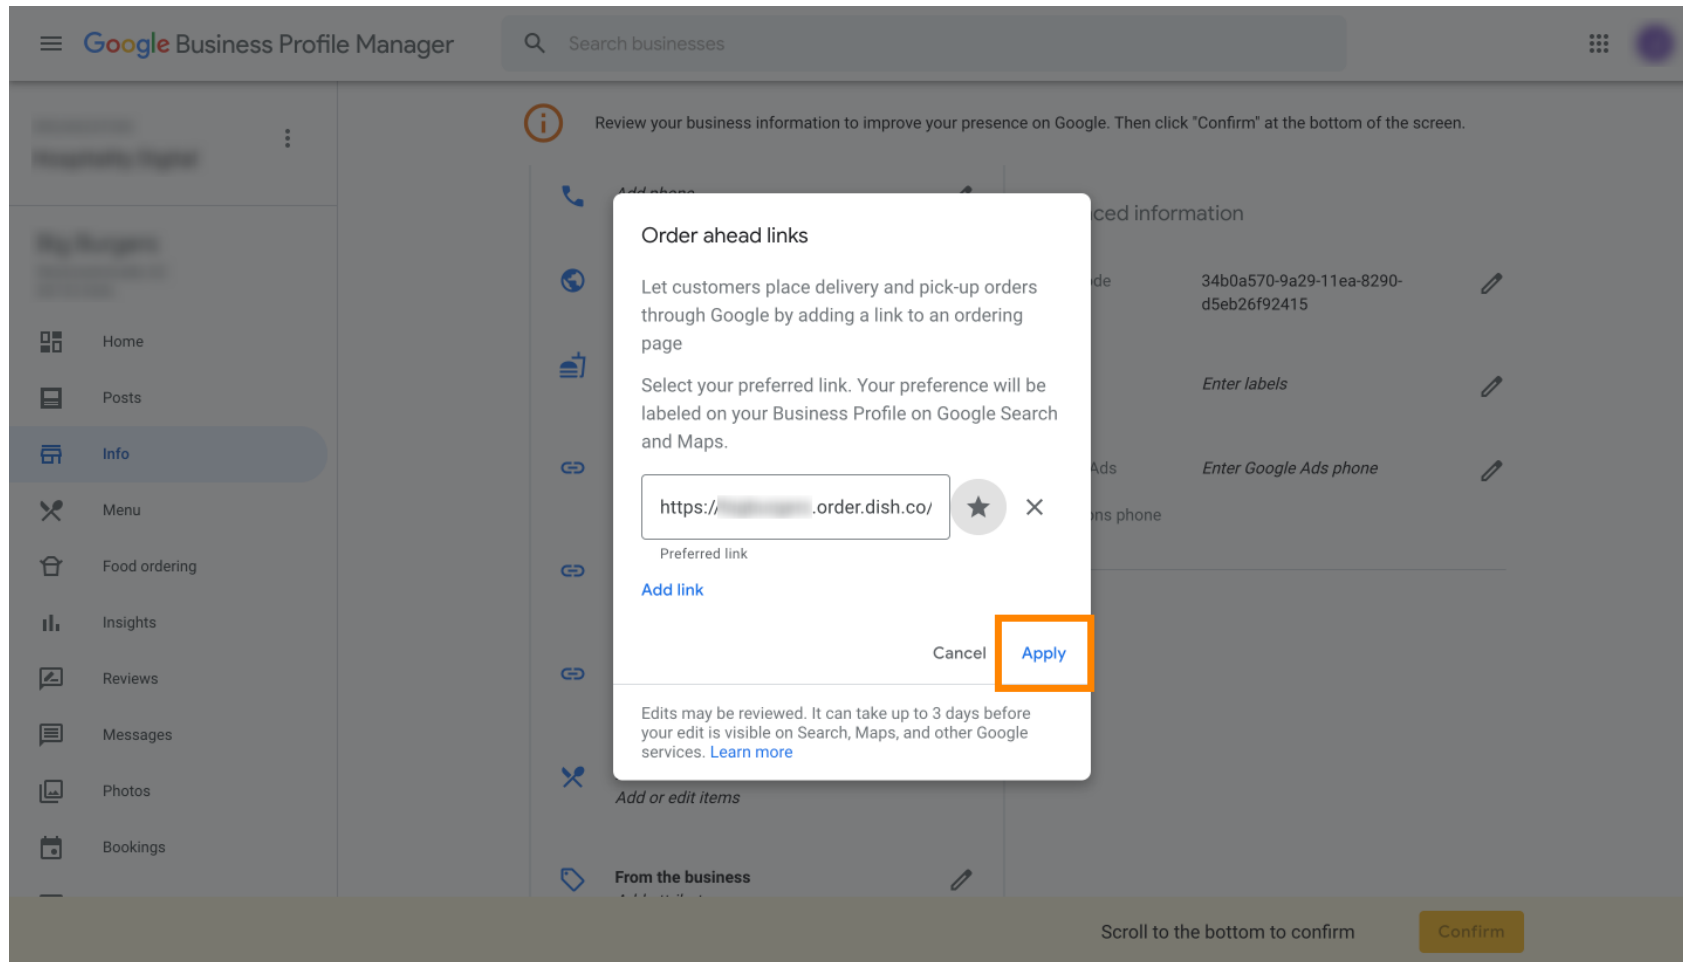 Google Business Profile Manager
Search businesses
Review your business information to improve your presence on Google. Then click "Confirm" at the bottom of the screen.
Home
Posts
Info
Menu
Food ordering
Insights
Reviews
Messages
Photos
Bookings
Add phone
Order ahead links
Let customers place delivery and pick-up orders
through Google by adding a link to an ordering
page
Select your preferred link. Your preference will be
labeled on your Business Profile on Google Search
and Maps.
https://
.order.dish.co/
Preferred link
Add link
Cancel
Apply
Edits may be reviewed. It can take up to 3 days before
your edit is visible on Search, Maps, and other Google
services. Learn more
Add or edit items
From the business
information
34b0a570-9a29-11ea-8290-
d5eb26f92415
Enter labels
Ads
Enter Google Ads phone
phone
Scroll to the bottom to confirm
Confirm